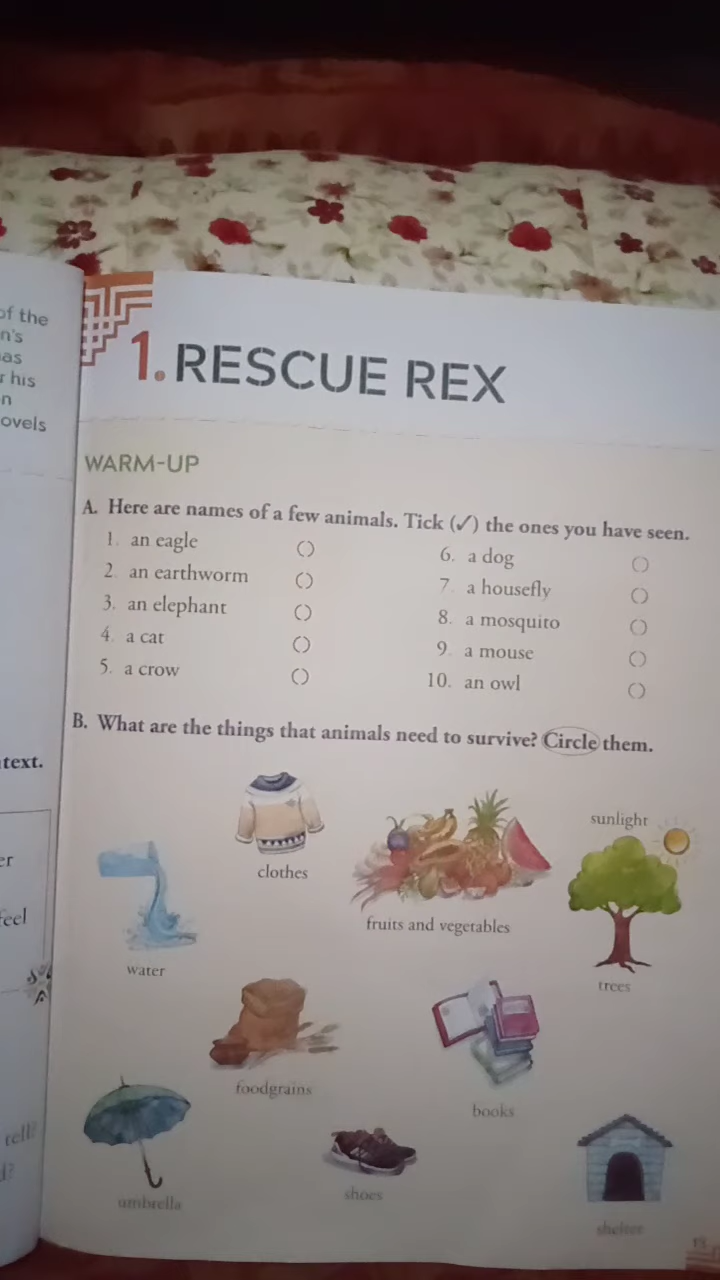 of the
n's
as
r his
n
ovels
text.
er
feel
tell?
1. RESCUE REX
WARM-UP
A. Here are names of a few animals. Tick (✓) the ones you have seen.
1. an eagle ( )
2. an earthworm ( )
3. an elephant ( )
4. a cat ( )
5. a crow ( )
6. a dog ( )
7. a housefly ( )
8. a mosquito ( )
9. a mouse ( )
10. an owl ( )
B. What are the things that animals need to survive? Circle them.
sunlight
clothes
fruits and vegetables
water
trees
foodgrains
books
umbrella
shoes
shelter